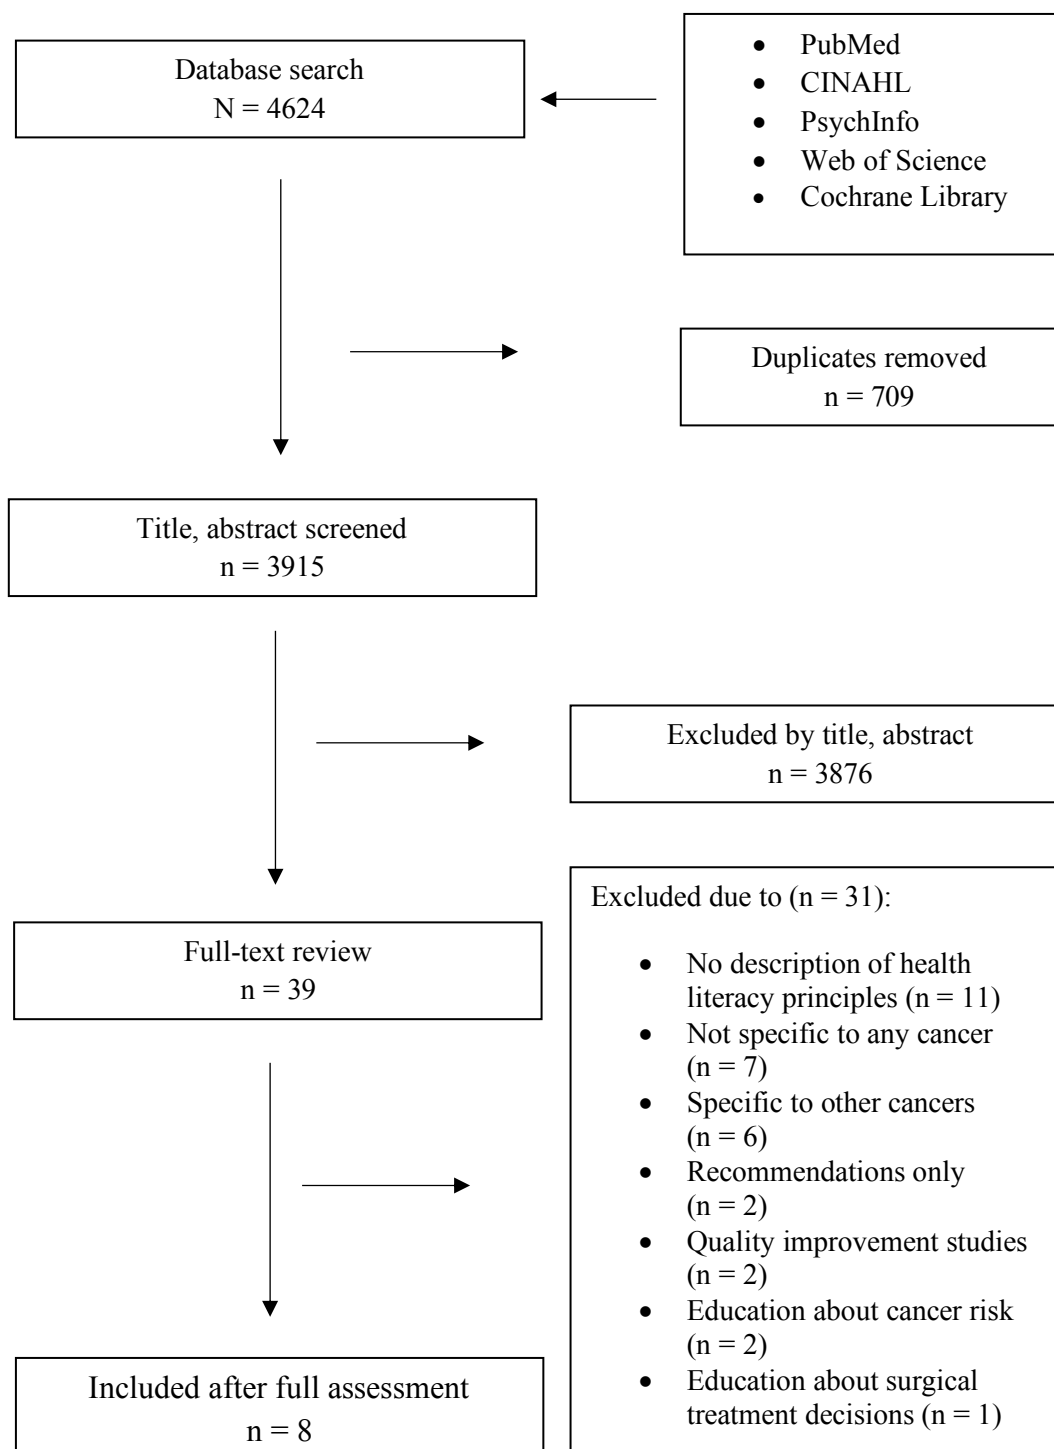 Database search
N = 4624
• PubMed
• CINAHL
• PsychInfo
• Web of Science
• Cochrane Library
Duplicates removed
n = 709
Title, abstract screened
n = 3915
Excluded by title, abstract
n = 3876
Full-text review
n = 39
Excluded due to (n = 31):
• No description of health
literacy principles (n = 11)
• Not specific to any cancer
(n = 7)
• Specific to other cancers
(n = 6)
• Recommendations only
(n = 2)
• Quality improvement studies
(n = 2)
• Education about cancer risk
(n = 2)
• Education about surgical
treatment decisions (n = 1)
Included after full assessment
n = 8